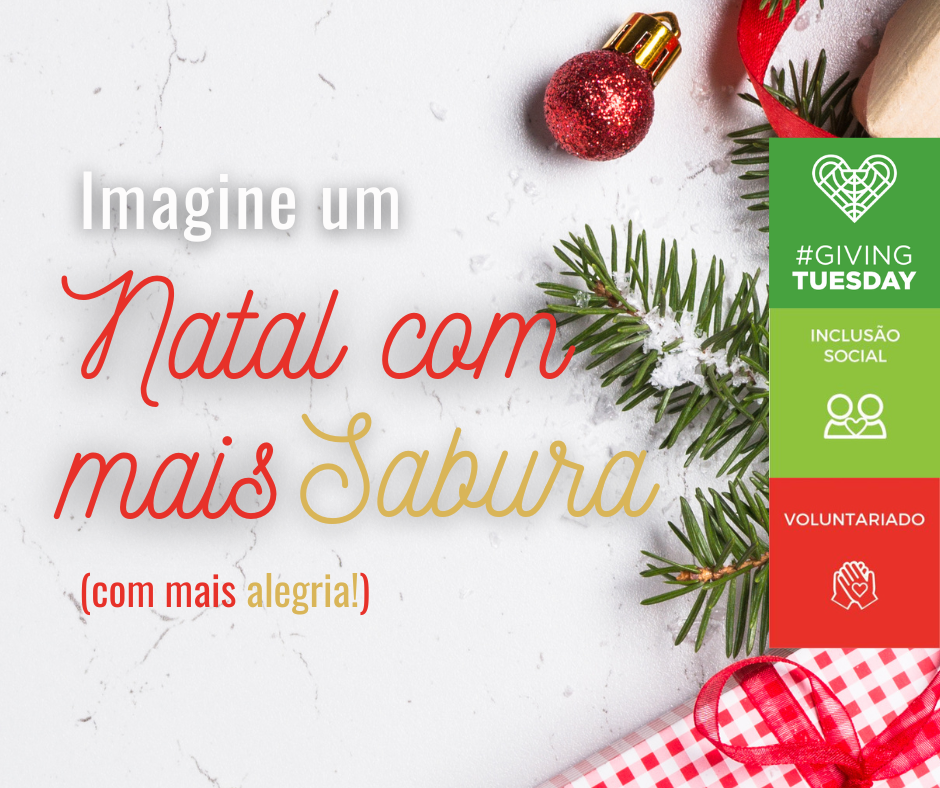 Imagine um
Natal com
mais Sabura
(com mais alegria!)
#GIVING
TUESDAY
INCLUSÃO
SOCIAL
VOLUNTARIADO